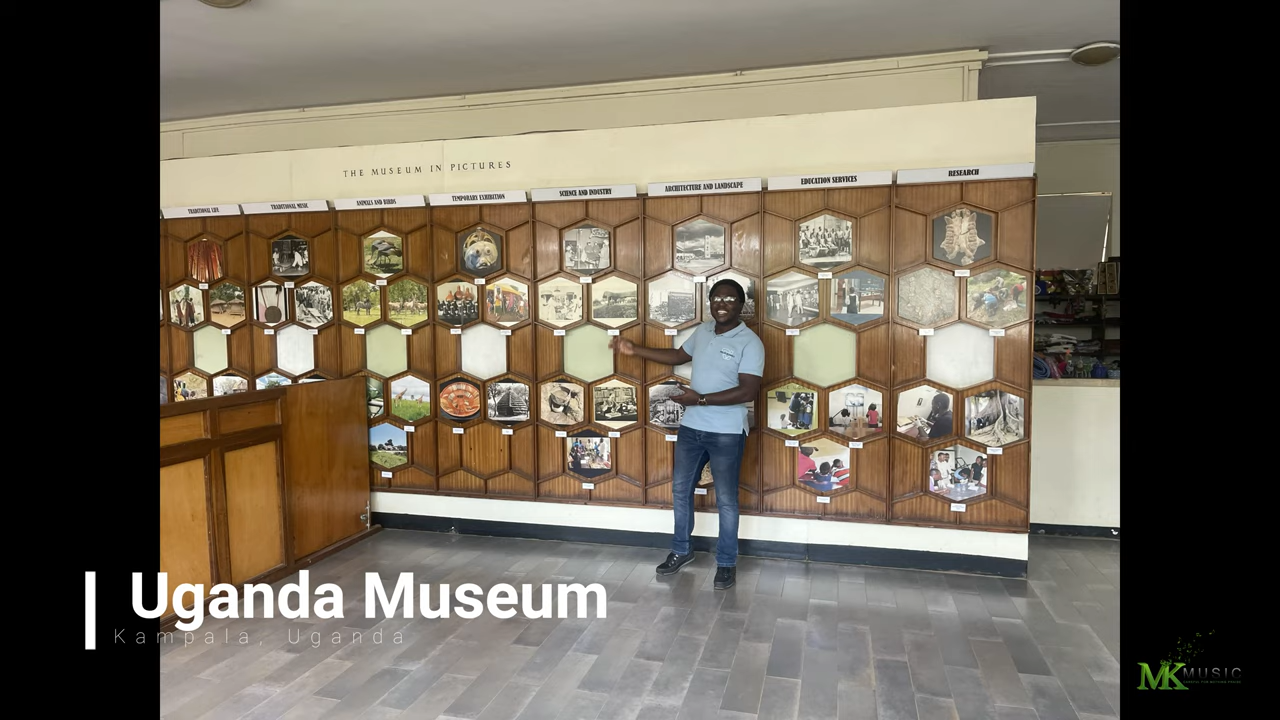 THE MUSEUM IN PICTURES
TRADITIONAL LIFE
TRADITIONAL MUSIC
ANIMALS AND BIRDS
TEMPORARY EXHIBITION
SCIENCE AND INDUSTRY
ARCHITECTURE AND LANDSCAPE
EDUCATION SERVICES
RESEARCH
Uganda Museum
Kampala, Uganda
MK MUSIC